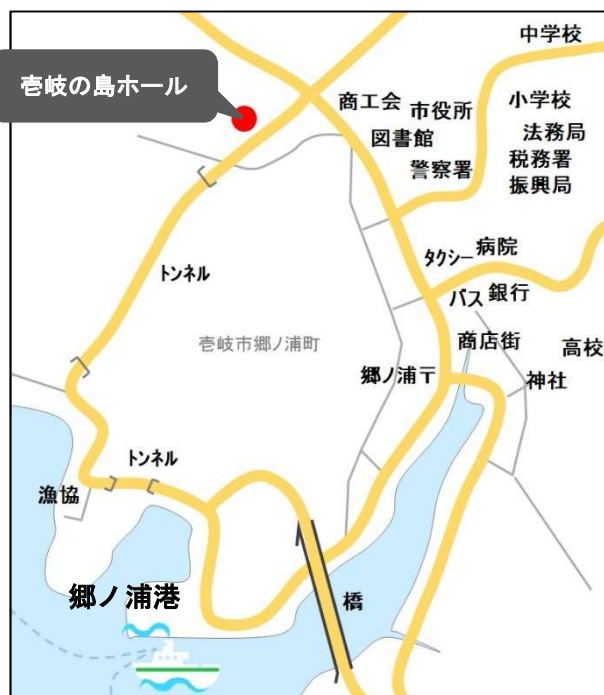 中学校
壱岐の島ホール
商工会
市役所
小学校
図書館
法務局
警察署
税務署
振興局
タクシー
病院
トンネル
バス
銀行
壱岐市郷ノ浦町
商店街
高校
郷ノ浦〒
神社
トンネル
漁協
郷ノ浦港
橋